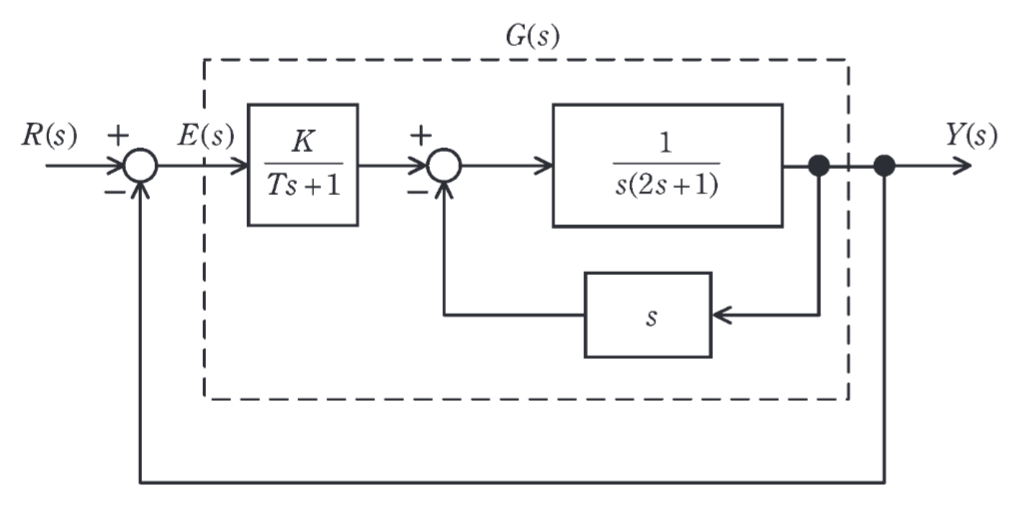 G(s)
R(s) + E(s) K/(Ts+1) + 1/(s(2s+1)) Y(s)
− −
s